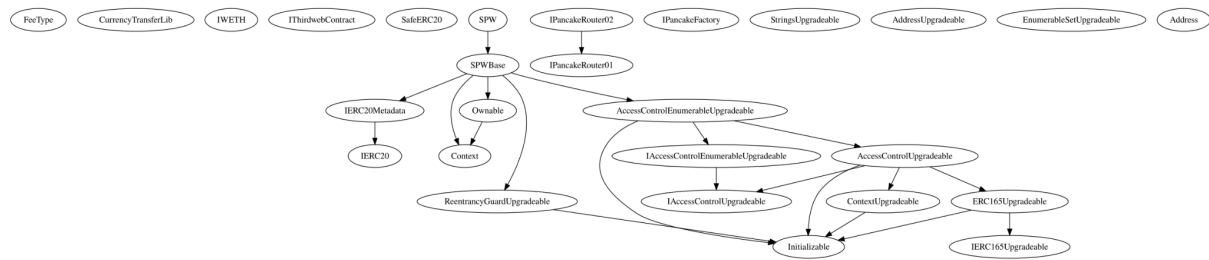 FeeType
CurrencyTransferLib
IWETH
IThirdwebContract
SafeERC20
SPW
IPancakeRouter02
IPancakeFactory
StringsUpgradeable
AddressUpgradeable
EnumerableSetUpgradeable
Address
SPWBase
IPancakeRouter01
IERC20Metadata
Ownable
AccessControlEnumerableUpgradeable
IERC20
Context
IAccessControlEnumerableUpgradeable
AccessControlUpgradeable
ReentrancyGuardUpgradeable
IAccessControlUpgradeable
ContextUpgradeable
ERC165Upgradeable
Initializable
IERC165Upgradeable